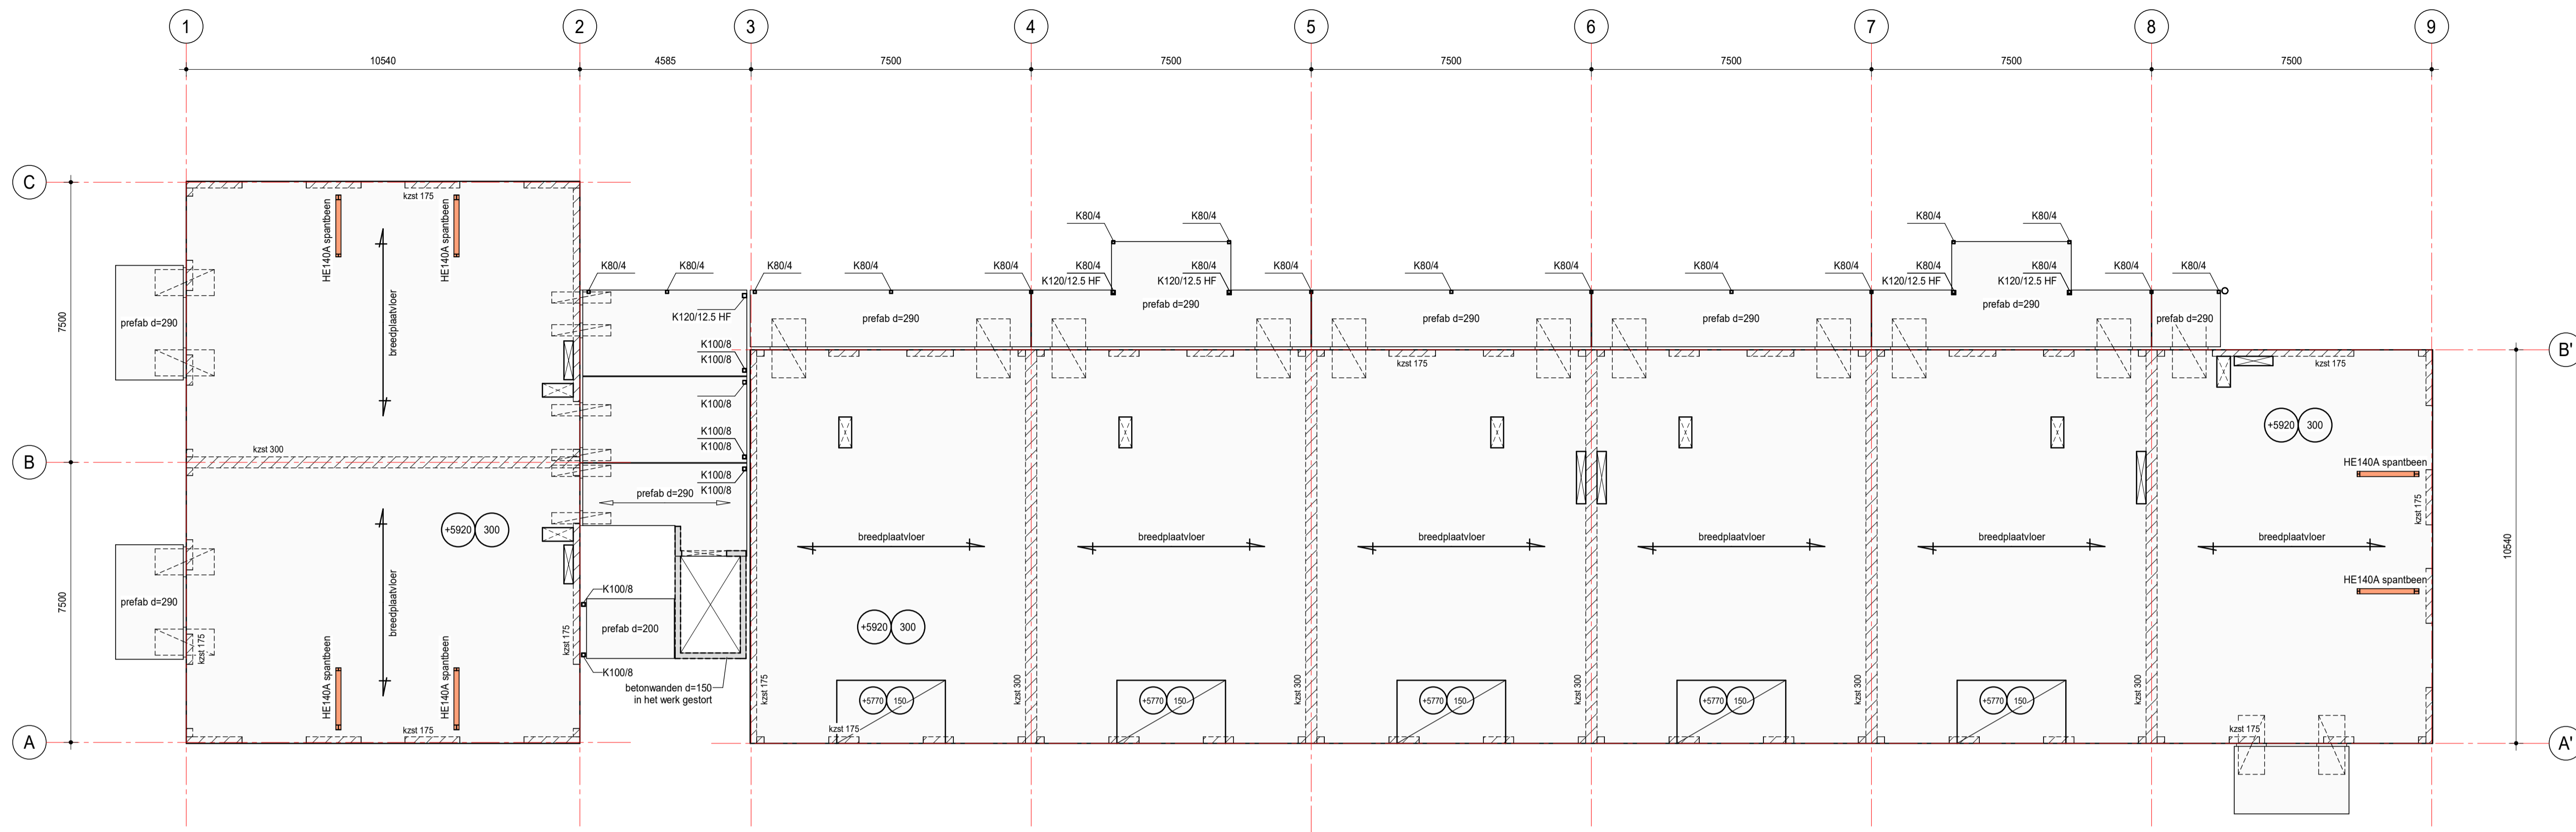 1 2 3 4 5 6 7 8 9
10540 4585 7500 7500 7500 7500 7500 7500
C
kzst 175
HE140A spantbeen
HE140A spantbeen
breedplaatvloer
prefab d=290
7500
K80/4 K80/4
K80/4 K80/4
K80/4 K80/4 K80/4 K80/4 K80/4 K80/4 K80/4 K80/4 K80/4 K80/4 K80/4 K80/4 K80/4 K80/4
K120/12.5 HF K120/12.5 HF K120/12.5 HF K120/12.5 HF
prefab d=290 prefab d=290
K120/12.5 HF
prefab d=290 prefab d=290 prefab d=290 prefab d=290
K100/8
K100/8
B'
kzst 175 kzst 175
K100/8
+5920 300
K100/8
K100/8
B
kzst 300
HE140A spantbeen
K100/8
K100/8
prefab d=290
kzst 175
+5920 300
breedplaatvloer breedplaatvloer breedplaatvloer breedplaatvloer breedplaatvloer breedplaatvloer
10540
HE140A spantbeen
breedplaatvloer
7500
prefab d=290
K100/8
+5920 300
prefab d=200
kzst 175
kzst 175
K100/8
betonwanden d=150
in het werk gestort
HE140A spantbeen
HE140A spantbeen
kzst 175 kzst 300 kzst 300 kzst 300 kzst 300
+5770 150 +5770 150 +5770 150 +5770 150 +5770 150
kzst 175 kzst 175 kzst 175
A A'